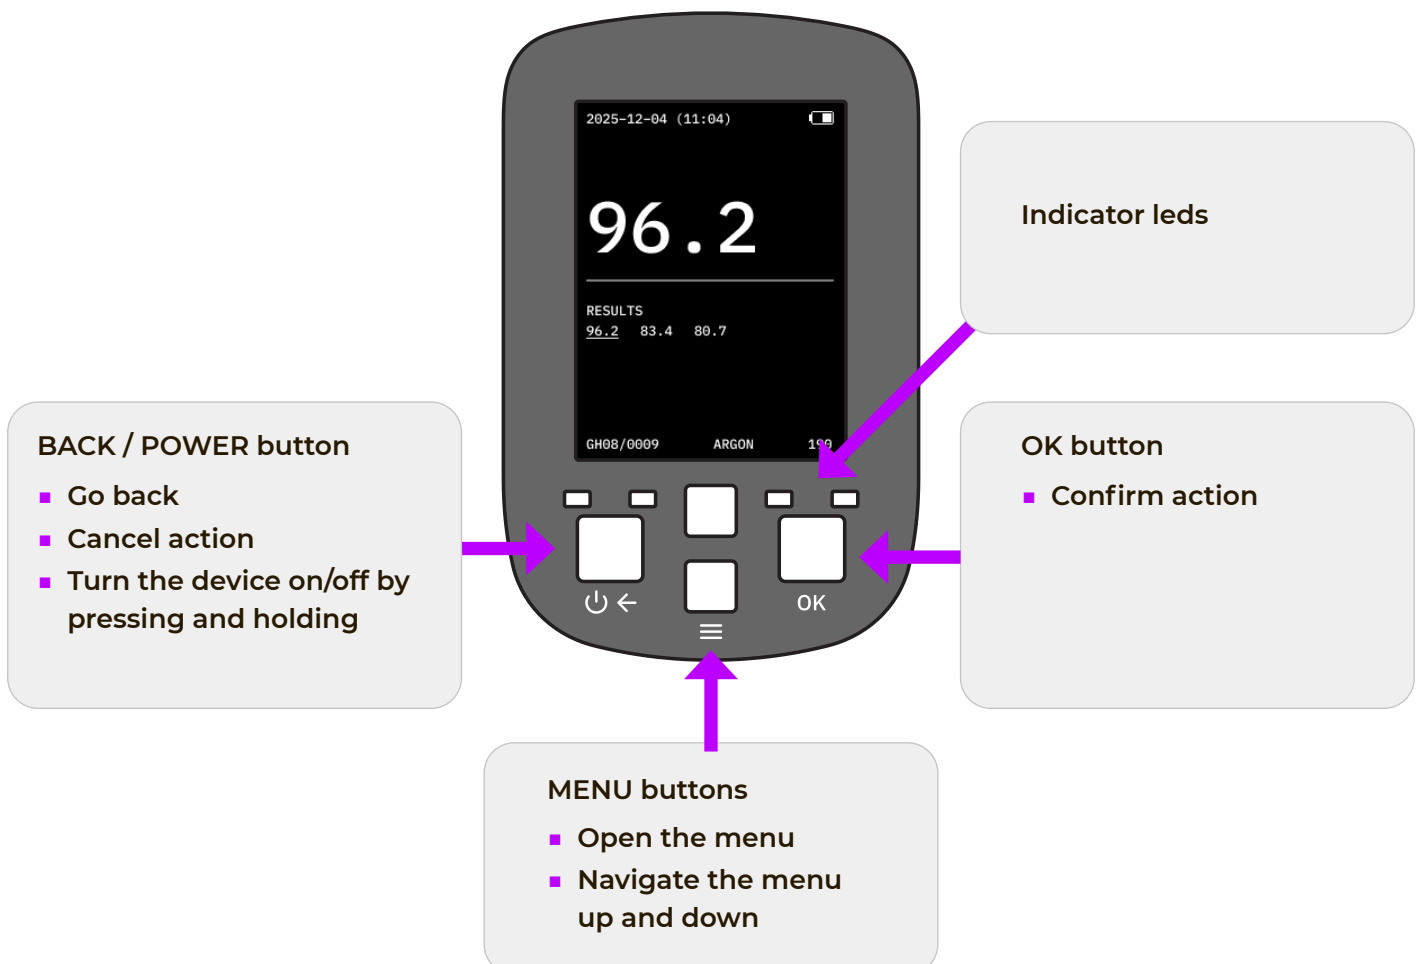 2025-12-04 (11:04)
96.2
RESULTS
96.2 83.4 80.7
GH08/0009 ARGON
Indicator leds
BACK / POWER button
Go back
Cancel action
Turn the device on/off by
pressing and holding
OK button
Confirm action
OK
MENU buttons
Open the menu
Navigate the menu
up and down